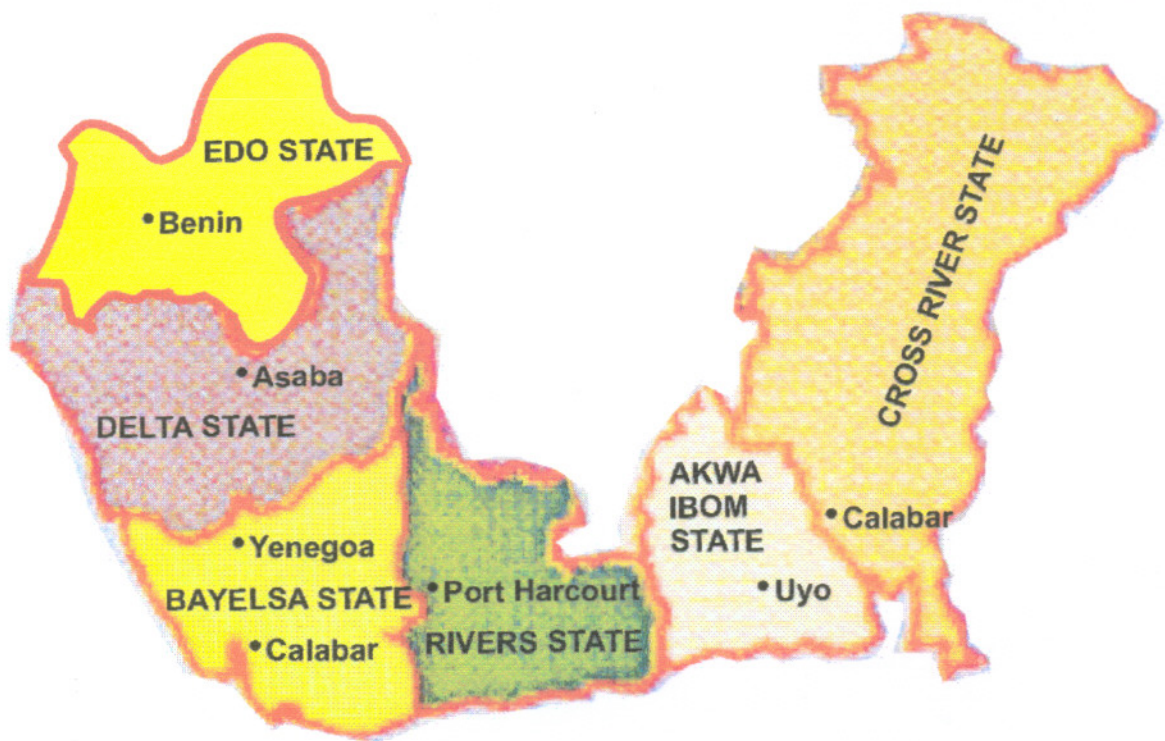 EDO STATE
Benin
Asaba
DELTA STATE
Yenegoa
BAYELSA STATE
Calabar
Port Harcourt
RIVERS STATE
AKWA
IBOM
STATE
Uyo
CROSS RIVER STATE
Calabar